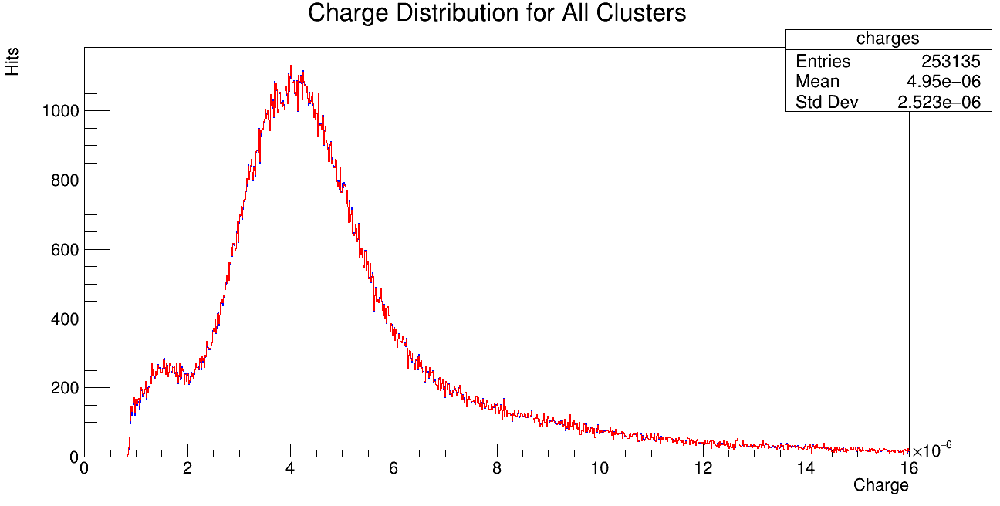 Charge Distribution for All Clusters
charges
Entries 253135
Mean 4.95e−06
Std Dev 2.523e−06
Hits
1000
800
600
400
200
0
0 2 4 6 8 10 12 14 16
×10⁻⁶
Charge